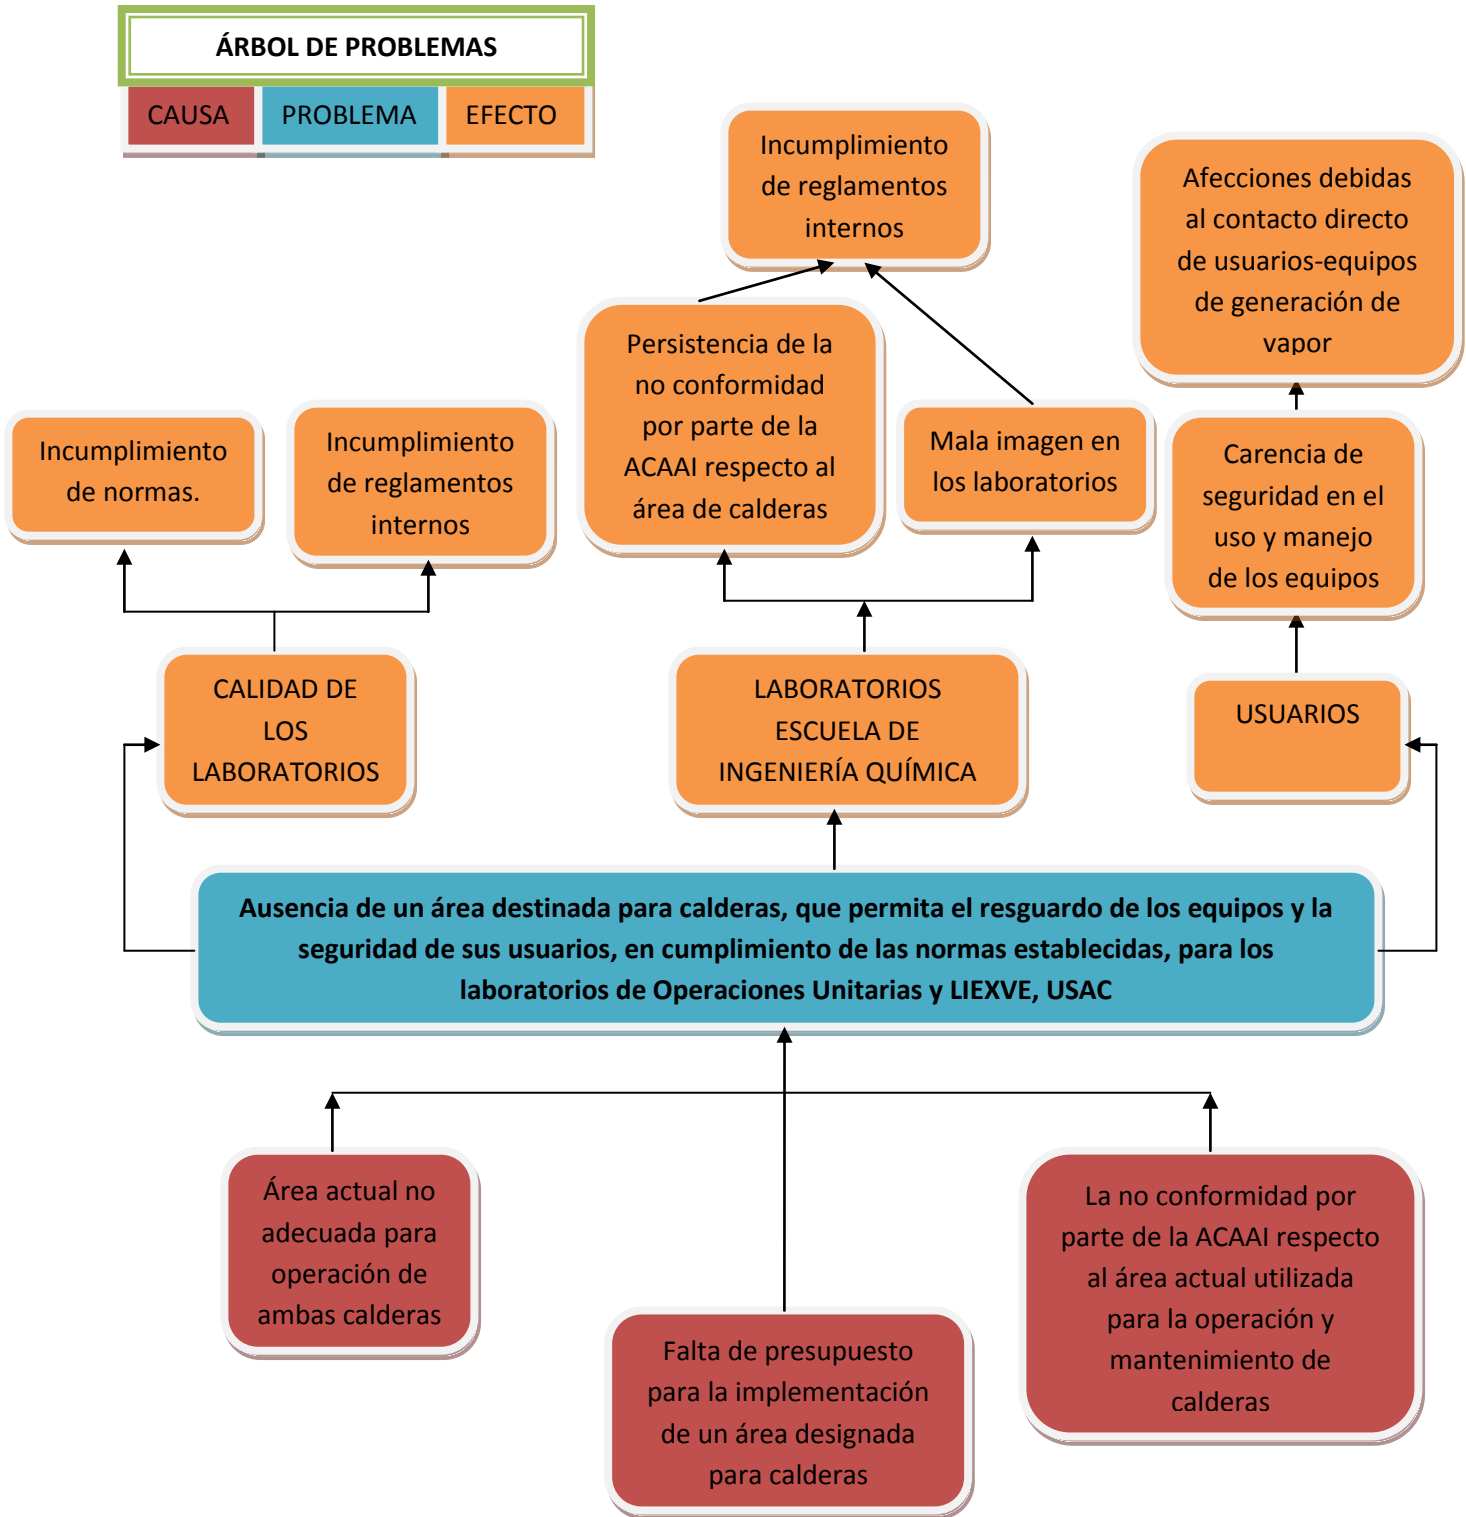 ÁRBOL DE PROBLEMAS
CAUSA
PROBLEMA
EFECTO
Incumplimiento
de reglamentos
internos
Afecciones debidas
al contacto directo
de usuarios-equipos
de generación de
vapor
Persistencia de la
no conformidad
por parte de la
ACAAI respecto al
área de calderas
Mala imagen en
los laboratorios
Incumplimiento
de normas.
Incumplimiento
de reglamentos
internos
Carencia de
seguridad en el
uso y manejo
de los equipos
CALIDAD DE
LOS
LABORATORIOS
LABORATORIOS
ESCUELA DE
INGENIERÍA QUÍMICA
USUARIOS
Ausencia de un área destinada para calderas, que permita el resguardo de los equipos y la
seguridad de sus usuarios, en cumplimiento de las normas establecidas, para los
laboratorios de Operaciones Unitarias y LIEXVE, USAC
Área actual no
adecuada para
operación de
ambas calderas
Falta de presupuesto
para la implementación
de un área designada
para calderas
La no conformidad por
parte de la ACAAI respecto
al área actual utilizada
para la operación y
mantenimiento de
calderas